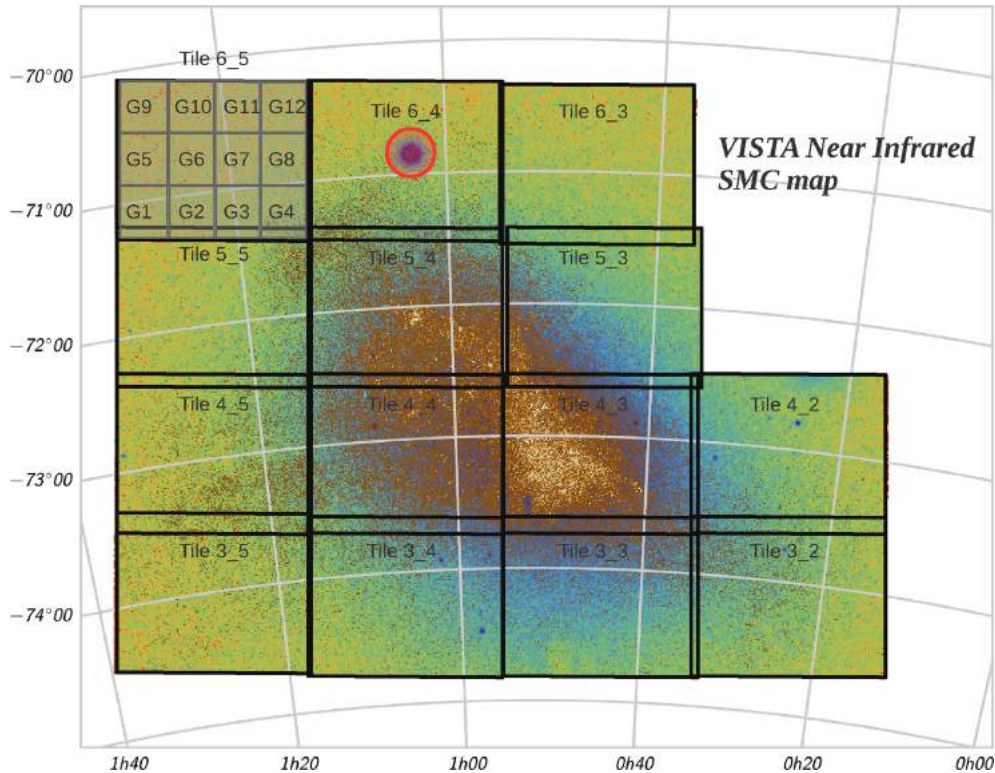 Tile 6_5
−70°00
G9 G10 G11 G12
Tile 6_4
Tile 6_3
G5 G6 G7 G8
VISTA Near Infrared
SMC map
−71°00
G1 G2 G3 G4
Tile 5_5
Tile 5_4
Tile 5_3
−72°00
Tile 4_5
Tile 4_4
Tile 4_3
Tile 4_2
−73°00
Tile 3_5
Tile 3_4
Tile 3_3
Tile 3_2
−74°00
1h40 1h20 1h00 0h40 0h20 0h00